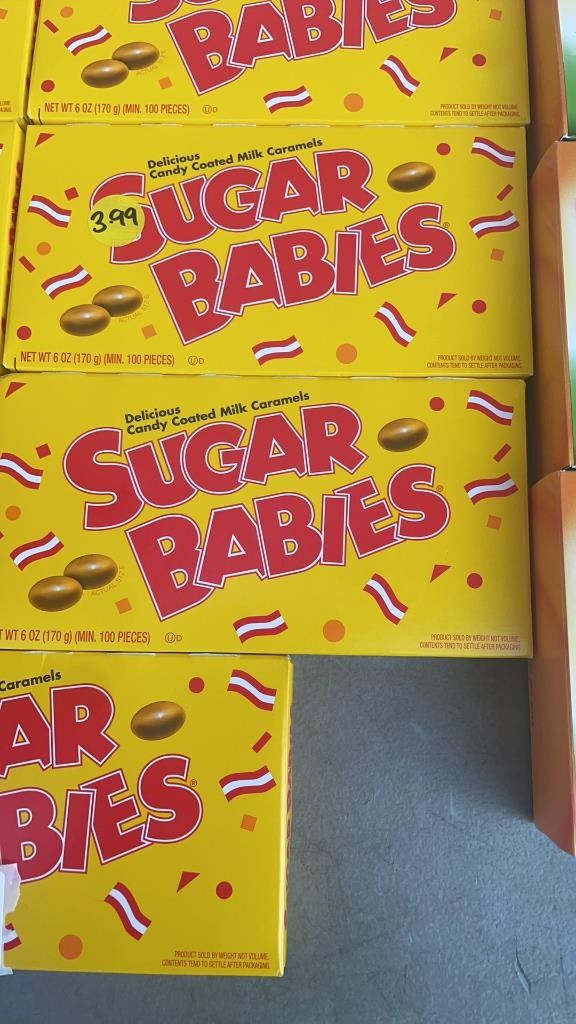 SUGAR
BABIES
ACTUAL SIZE
NET WT 6 OZ (170 g) (MIN. 100 PIECES) UD
PRODUCT SOLD BY WEIGHT NOT VOLUME.
CONTENTS TEND TO SETTLE AFTER PACKAGING.
Delicious
Candy Coated Milk Caramels
3.99
SUGAR
BABIES®
ACTUAL SIZE
NET WT 6 OZ (170 g) (MIN. 100 PIECES) UD
PRODUCT SOLD BY WEIGHT NOT VOLUME.
CONTENTS TEND TO SETTLE AFTER PACKAGING.
Delicious
Candy Coated Milk Caramels
SUGAR
BABIES®
ACTUAL SIZE
T WT 6 OZ (170 g) (MIN. 100 PIECES) UD
PRODUCT SOLD BY WEIGHT NOT VOLUME.
CONTENTS TEND TO SETTLE AFTER PACKAGING.
Caramels
AR
BIES®
PRODUCT SOLD BY WEIGHT NOT VOLUME.
CONTENTS TEND TO SETTLE AFTER PACKAGING.